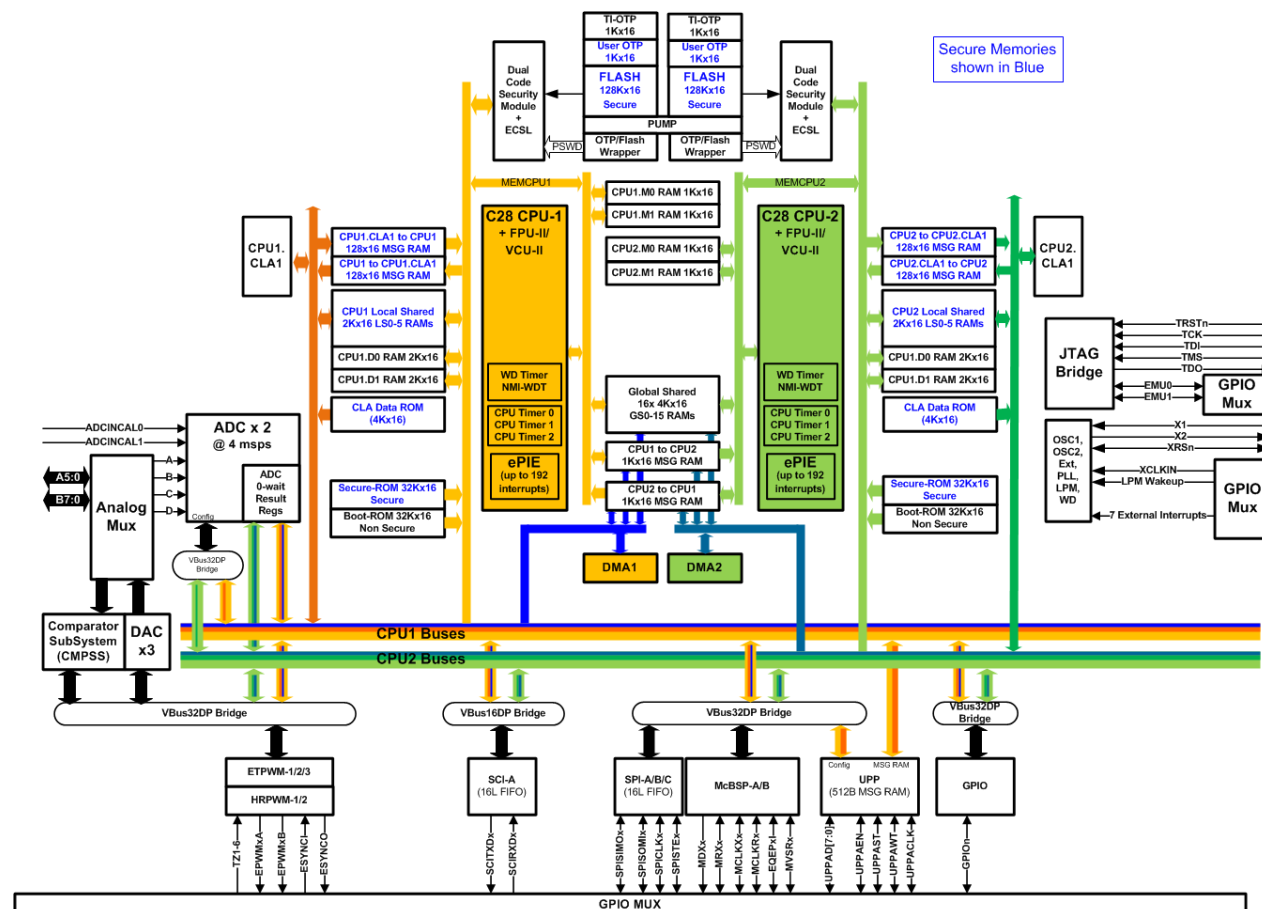 TI-OTP
1Kx16
User OTP
1Kx16
FLASH
128Kx16
Secure
TI-OTP
1Kx16
User OTP
1Kx16
FLASH
128Kx16
Secure
PUMP
OTP/Flash
Wrapper
OTP/Flash
Wrapper
Dual
Code
Security
Module
+
ECSL
PSWD
PSWD
Dual
Code
Security
Module
+
ECSL
Secure Memories
shown in Blue
MEMCPU1
MEMCPU2
CPU1.M0 RAM 1Kx16
CPU1.M1 RAM 1Kx16
CPU2.M0 RAM 1Kx16
CPU2.M1 RAM 1Kx16
C28 CPU-1
+ FPU-II/
VCU-II
WD Timer
NMI-WDT
CPU Timer 0
CPU Timer 1
CPU Timer 2
ePIE
(up to 192
interrupts)
C28 CPU-2
+ FPU-II/
VCU-II
WD Timer
NMI-WDT
CPU Timer 0
CPU Timer 1
CPU Timer 2
ePIE
(up to 192
interrupts)
CPU1.
CLA1
CPU1.CLA1 to CPU1
128x16 MSG RAM
CPU1 to CPU1.CLA1
128x16 MSG RAM
CPU1 Local Shared
2Kx16 LS0-5 RAMs
CPU1.D0 RAM 2Kx16
CPU1.D1 RAM 2Kx16
CLA Data ROM
(4Kx16)
Secure-ROM 32Kx16
Secure
Boot-ROM 32Kx16
Non Secure
Global Shared
16x 4Kx16
GS0-15 RAMs
CPU1 to CPU2
1Kx16 MSG RAM
CPU2 to CPU1
1Kx16 MSG RAM
DMA1
DMA2
CPU2 to CPU2.CLA1
128x16 MSG RAM
CPU2.CLA1 to CPU2
128x16 MSG RAM
CPU2 Local Shared
2Kx16 LS0-5 RAMs
CPU1.D0 RAM 2Kx16
CPU1.D1 RAM 2Kx16
CLA Data ROM
(4Kx16)
Secure-ROM 32Kx16
Secure
Boot-ROM 32Kx16
Non Secure
CPU2.
CLA1
JTAG
Bridge
TRSTn
TCK
TDI
TMS
TDO
EMU0
EMU1
GPIO
Mux
OSC1,
OSC2,
Ext,
PLL,
LPM,
WD
X1
X2
XRSn
XCLKIN
LPM Wakeup
7 External Interrupts
GPIO
Mux
ADCINCAL0
ADCINCAL1
A5:0
B7:0
Analog
Mux
A
B
C
D
ADC x 2
@ 4 msps
ADC
0-wait
Result
Regs
Config
VBus32DP
Bridge
Comparator
SubSystem
(CMPSS)
DAC
x3
CPU1 Buses
CPU2 Buses
VBus32DP Bridge
VBus16DP Bridge
VBus32DP Bridge
VBus32DP
Bridge
ETPWM-1/2/3
HRPWM-1/2
SCI-A
(16L FIFO)
SPI-A/B/C
(16L FIFO)
McBSP-A/B
Config
MSG RAM
UPP
(512B MSG RAM)
GPIO
TZ1-6
EPWMxA
EPWMxB
ESYNCI
ESYNCO
SCITXDx
SCIRXDx
SPISIMOx
SPISOMIx
SPICLKx
SPISTEx
MDXx
MRXx
MCLKXx
MCLKRx
EQEPxI
MVSRx
UPPAD[7:0]
UPPAEN
UPPAST
UPPAWT
UPPACLK
GPIOn
GPIO MUX